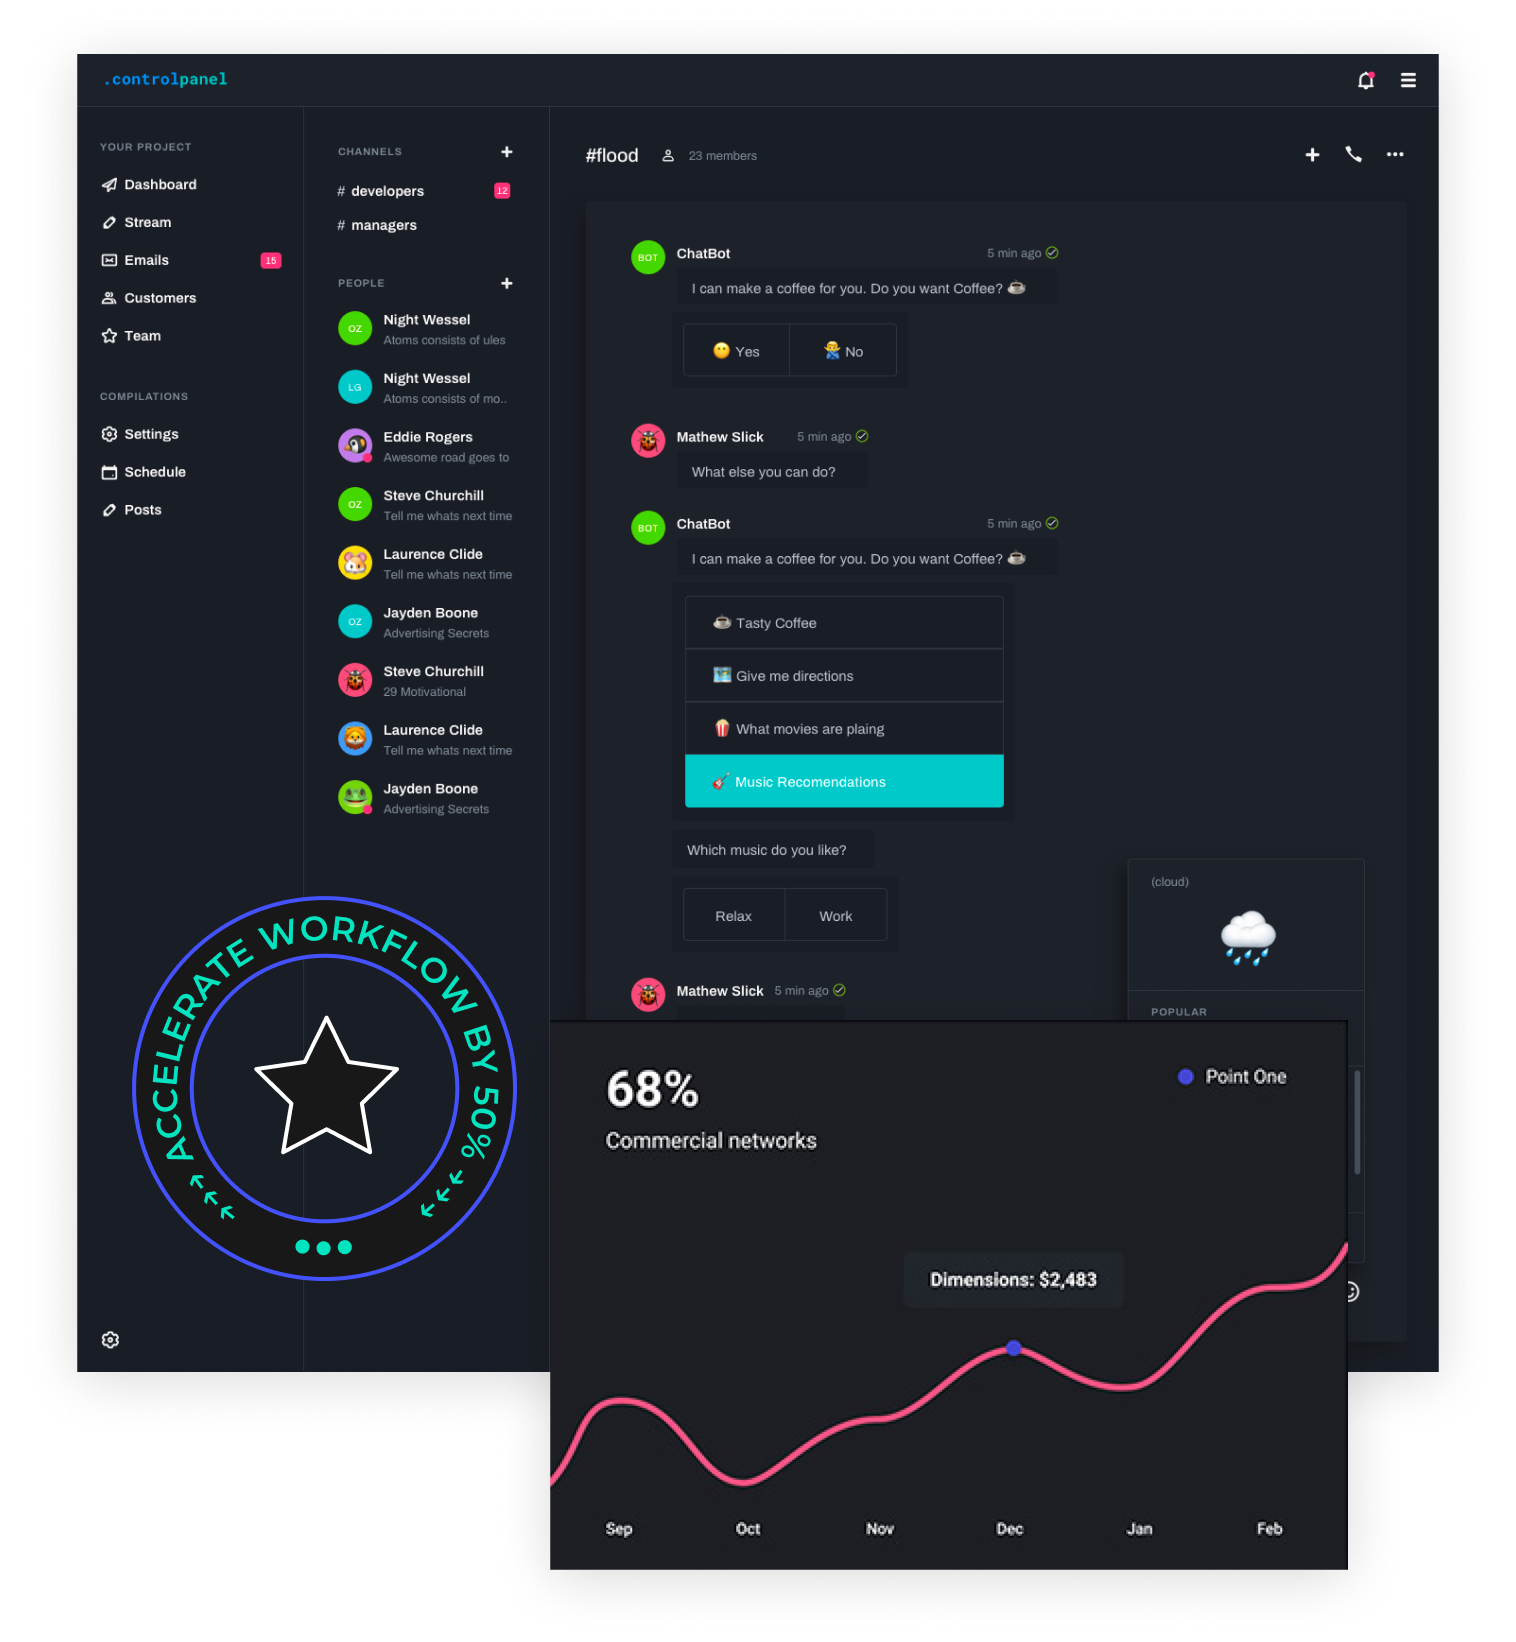 .controlpanel
YOUR PROJECT
Dashboard
Stream
Emails
15
Customers
Team
COMPILATIONS
Settings
Schedule
Posts
CHANNELS
# developers
12
# managers
PEOPLE
OZ
Night Wessel
Atoms consists of ules
LG
Night Wessel
Atoms consists of mo..
Eddie Rogers
Awesome road goes to
OZ
Steve Churchill
Tell me whats next time
Laurence Clide
Tell me whats next time
OZ
Jayden Boone
Advertising Secrets
Steve Churchill
29 Motivational
Laurence Clide
Tell me whats next time
Jayden Boone
Advertising Secrets
#flood
23 members
BOT
ChatBot
5 min ago
I can make a coffee for you. Do you want Coffee? ☕
😶 Yes
🙅‍♂️ No
Mathew Slick
5 min ago
What else you can do?
BOT
ChatBot
5 min ago
I can make a coffee for you. Do you want Coffee? ☕
☕ Tasty Coffee
🗺️ Give me directions
🍿 What movies are plaing
🎸 Music Recomendations
Which music do you like?
Relax
Work
Mathew Slick
5 min ago
(cloud)
POPULAR
ACCELERATE WORKFLOW BY 50%
68%
Commercial networks
Point One
Dimensions: $2,483
Sep
Oct
Nov
Dec
Jan
Feb